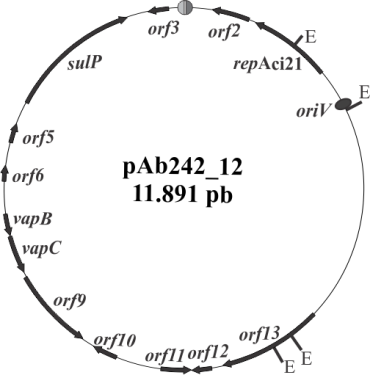 orf3
orf2
E
sulP
repAci21
E
oriV
orf5
pAb242_12
orf6
11.891 pb
vapB
vapC
orf9
orf13
orf10
orf11
orf12
E
E